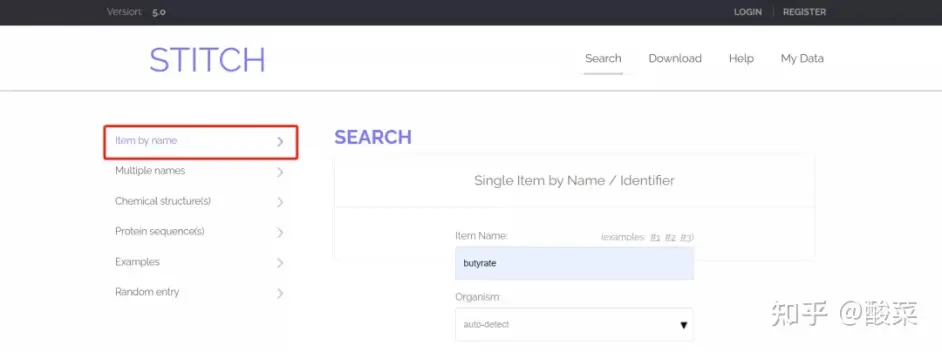 Version: 5.0 LOGIN REGISTER
STITCH Search Download Help My Data
Item by name
SEARCH
Multiple names
Single Item by Name / Identifier
Chemical structure(s)
Protein sequence(s)
Item Name: (examples: #1 #2 #3)
Examples
butyrate
Random entry
Organism:
auto-detect
知乎 @酸菜